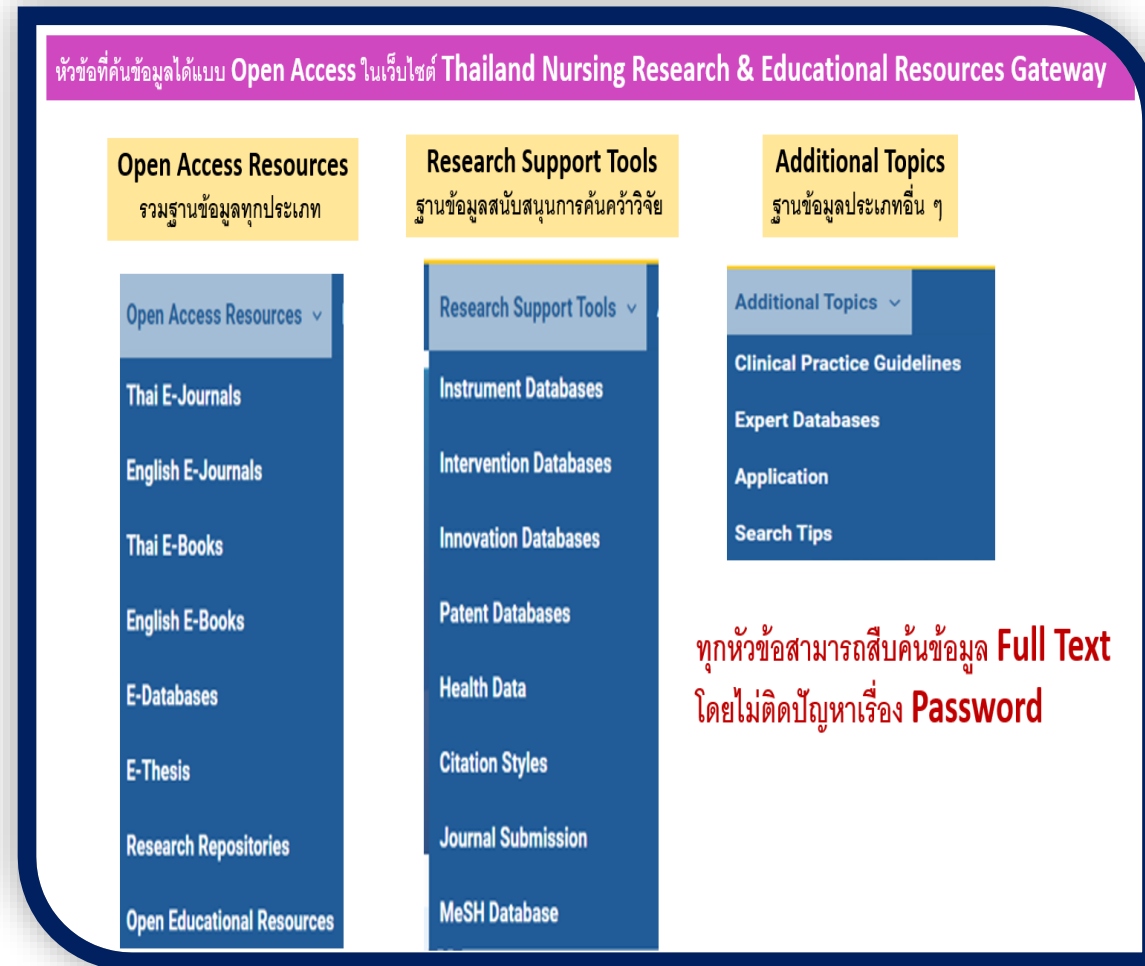 หัวข้อที่ค้นข้อมูลได้แบบ Open Access ในเว็บไซต์ Thailand Nursing Research & Educational Resources Gateway
Open Access Resources
รวมฐานข้อมูลทุกประเภท
Open Access Resources
Thai E-Journals
English E-Journals
Thai E-Books
English E-Books
E-Databases
E-Thesis
Research Repositories
Open Educational Resources
Research Support Tools
ฐานข้อมูลสนับสนุนการค้นคว้าวิจัย
Research Support Tools
Instrument Databases
Intervention Databases
Innovation Databases
Patent Databases
Health Data
Citation Styles
Journal Submission
MeSH Database
Additional Topics
ฐานข้อมูลประเภทอื่น ๆ
Additional Topics
Clinical Practice Guidelines
Expert Databases
Application
Search Tips
ทุกหัวข้อสามารถสืบค้นข้อมูล Full Text
โดยไม่ติดปัญหาเรื่อง Password